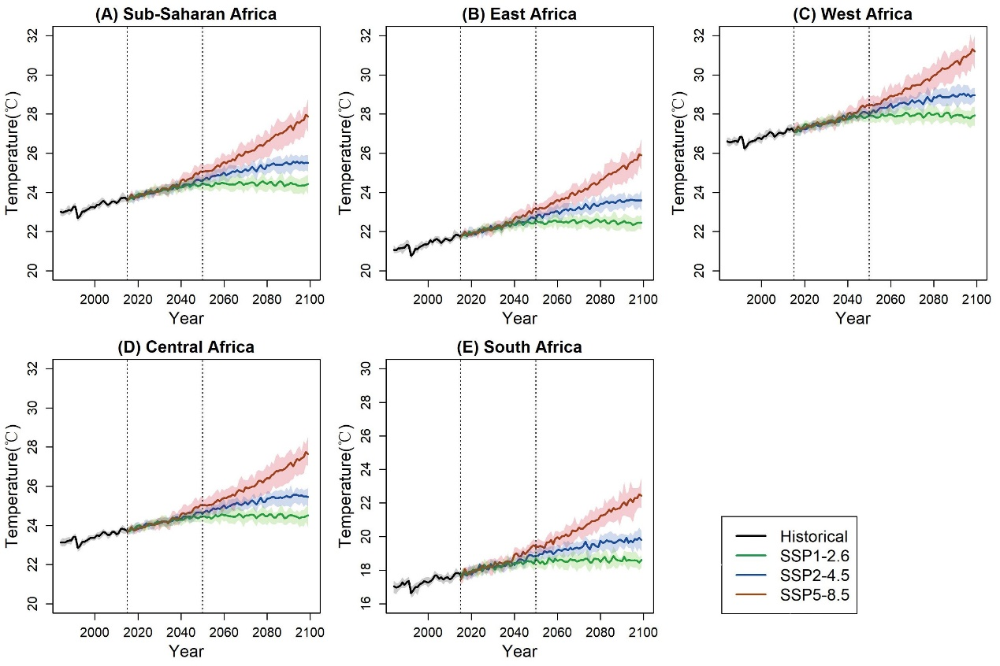 (A) Sub-Saharan Africa
Temperature(℃)
32
30
28
26
24
22
20
2000 2020 2040 2060 2080 2100
Year
(B) East Africa
Temperature(℃)
32
30
28
26
24
22
20
2000 2020 2040 2060 2080 2100
Year
(C) West Africa
Temperature(℃)
32
30
28
26
24
22
20
2000 2020 2040 2060 2080 2100
Year
(D) Central Africa
Temperature(℃)
32
30
28
26
24
22
20
2000 2020 2040 2060 2080 2100
Year
(E) South Africa
Temperature(℃)
30
28
26
24
22
20
18
16
2000 2020 2040 2060 2080 2100
Year
Historical
SSP1-2.6
SSP2-4.5
SSP5-8.5